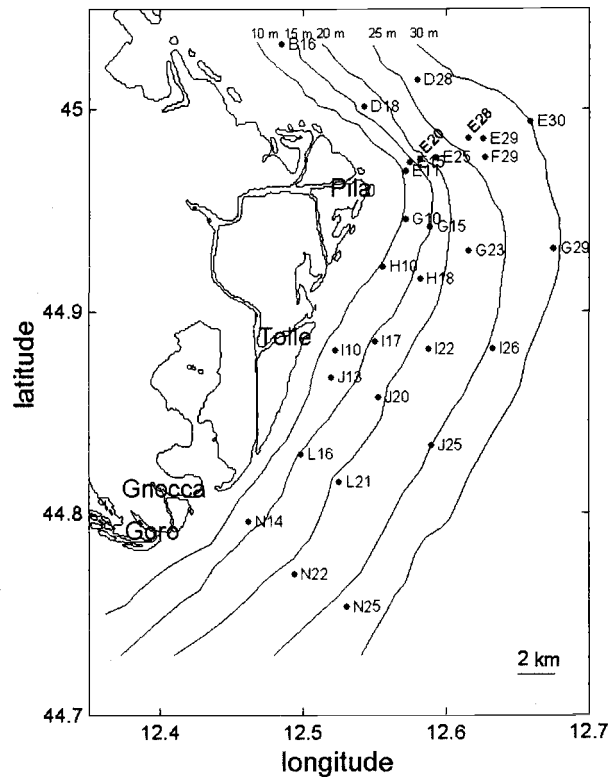 10 m 15 m 20 m 25 m 30 m
B16
D28
45
D18
E28
E30
E20
E29
E25
F29
E11
Pila
G10
G15
G23
G29
H10
H18
44.9
Tolle
I10
I17
I22
I26
J13
J20
latitude
L16
J25
L21
Gnocca
44.8
Goro
N14
N22
N25
2 km
44.7
12.4
12.5
12.6
12.7
longitude